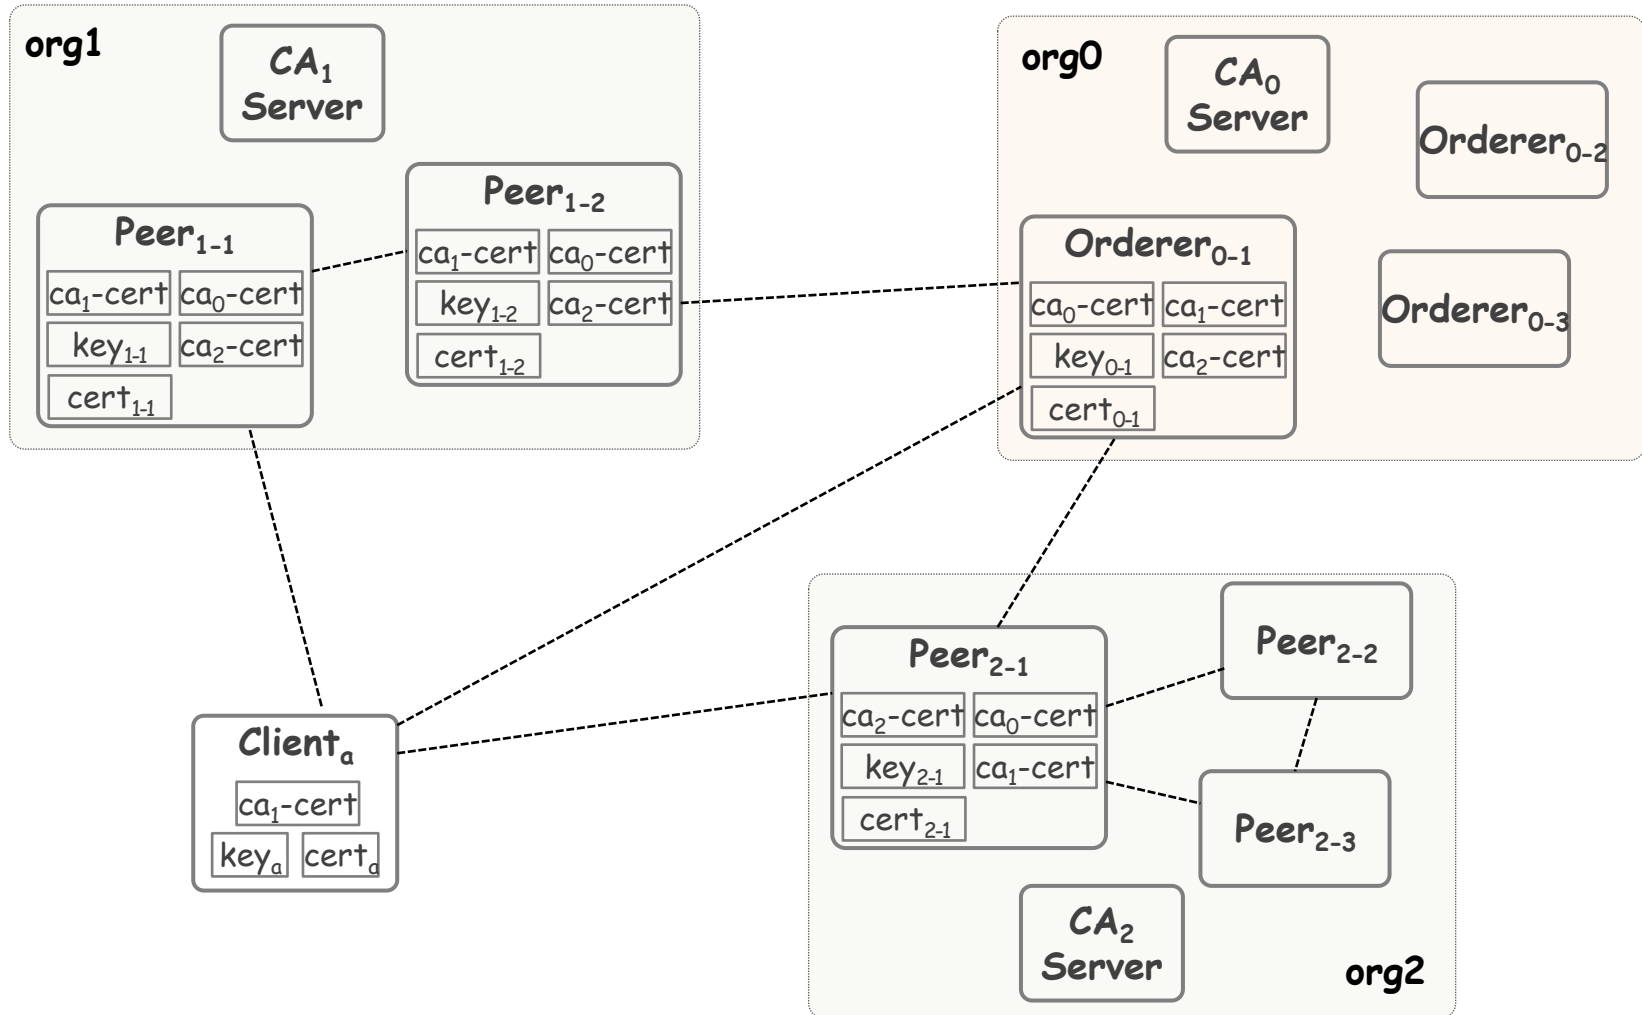 org1
CA₁
Server
Peer₁₋₁
ca₁-cert ca₀-cert
key₁₋₁ ca₂-cert
cert₁₋₁
Peer₁₋₂
ca₁-cert ca₀-cert
key₁₋₂ ca₂-cert
cert₁₋₂
org0
CA₀
Server
Orderer₀₋₂
Orderer₀₋₁
ca₀-cert ca₁-cert
key₀₋₁ ca₂-cert
cert₀₋₁
Orderer₀₋₃
Clientₐ
ca₁-cert
keyₐ certₐ
Peer₂₋₁
ca₂-cert ca₀-cert
key₂₋₁ ca₁-cert
cert₂₋₁
Peer₂₋₂
Peer₂₋₃
CA₂
Server
org2